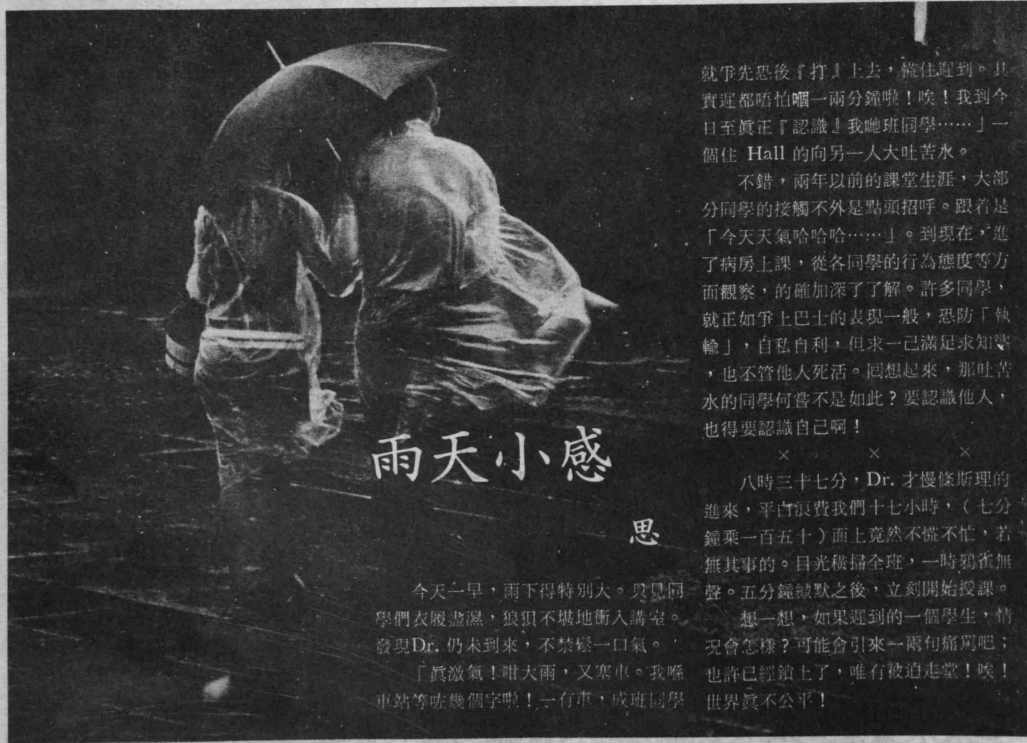 雨天小感
思
今天一早，雨下得特別大。只見同
學們衣履盡濕，狼狽不堪地衝入講室。
發現Dr. 仍未到來，不禁鬆一口氣。
「眞激氣！咁大雨，又塞車。我喺
車站等咗幾個字啦！一有車，成班同學
就爭先恐後『打』上去，慌住遲到。其
實遲都唔怕嗰一兩分鐘啦！唉！我到今
日至眞正『認識』我哋班同學……」一
個住 Hall 的向另一人大吐苦水。
不錯，兩年以前的課堂生涯，大部
分同學的接觸不外是點頭招呼。跟着是
「今天天氣哈哈哈……」。到現在，進
了病房上課，從各同學的行為態度等方
面觀察，的確加深了了解。許多同學，
就正如爭上巴士的表現一般，恐防「執
輸」，自私自利，但求一己滿足求知慾
，也不管他人死活。回想起來，那吐苦
水的同學何嘗不是如此？要認識他人，
也得要認識自己啊！
× × ×
八時三十七分，Dr. 才慢條斯理的
進來，平白浪費我們十七小時，（七分
鐘乘一百五十）面上竟然不慌不忙，若
無其事的。目光橫掃全班，一時鴉雀無
聲。五分鐘緘默之後，立刻開始授課。
想一想，如果遲到的一個學生，情
況會怎樣？可能會引來一兩句痛罵吧；
也許已經鎖上了，唯有被迫走堂！唉！
世界眞不公平！